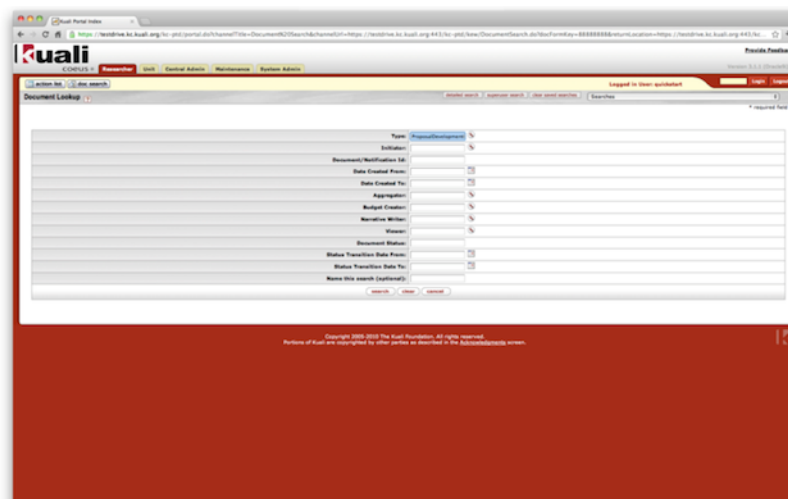 Kuali Portal Index
https://testdrive.kc.kuali.org/kc-ptd/portal.do?channelTitle=Document%20Search&channelUrl=https://testdrive.kc.kuali.org:443/kc-ptd/kew/DocumentSearch.do?docFormKey=88888888&returnLocation=https://testdrive.kc.kuali.org:443/kc...
Kuali
COEUS
Provide Feedback
Researcher Unit Central Admin Maintenance System Admin
action list doc search
Logged in User: quickstart
Login Logout
Document Lookup
detailed search superuser search clear saved searches Searches
* required field
Type: ProposalDevelopment
Initiator:
Document/Notification Id:
Date Created From:
Date Created To:
Aggregator:
Budget Creator:
Narrative Writer:
Viewer:
Document Status:
Status Transition Date From:
Status Transition Date To:
Name this search (optional):
search clear cancel
Copyright 2005-2010 The Kuali Foundation. All rights reserved.
Portions of Kuali are copyrighted by other parties as described in the Acknowledgments screen.